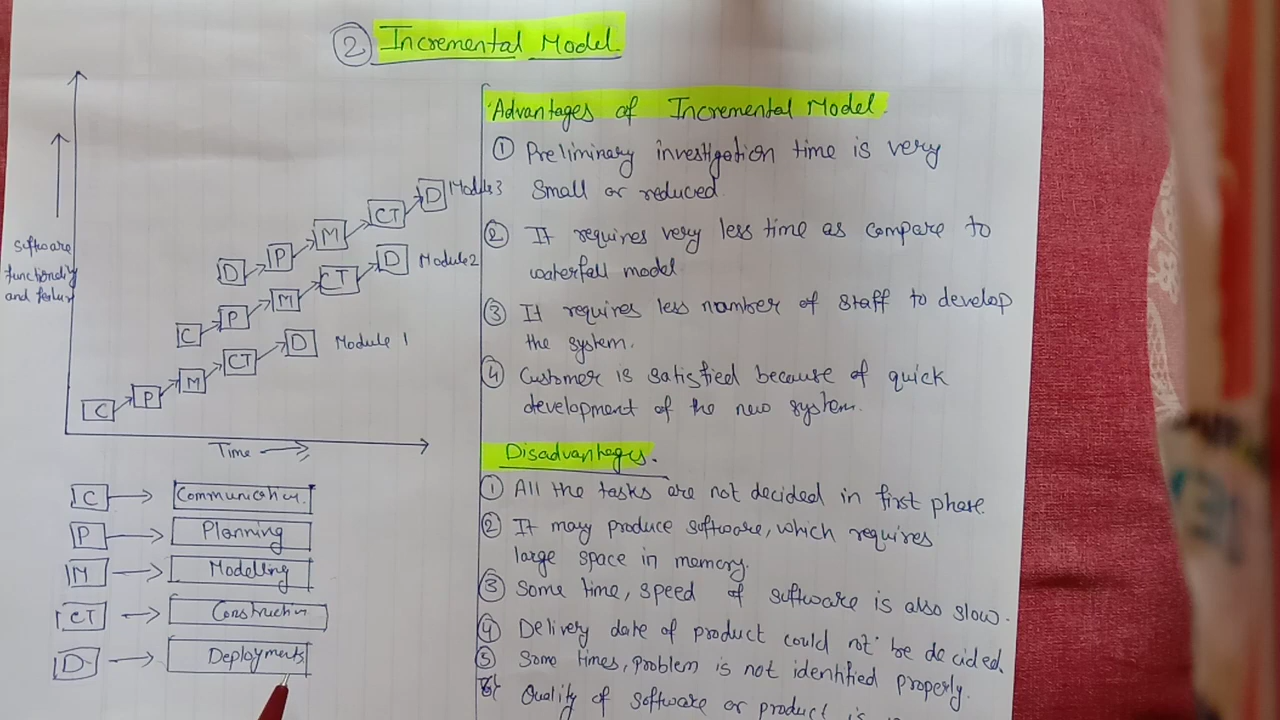 ② Incremental Model.
Software
functionality
and
Module3
D P M CT D
Module2
C P M CT D
Module 1
C P M CT D
Time
C Communication.
P Planning
M Modelling
CT Construction
D Deployments
Advantages of Incremental Model.
① Preliminary investigation time is very
Small or reduced.
② It requires very less time as compare to
waterfall model.
③ It requires less number of staff to develop
the system.
④ Customer is satisfied because of quick
development of the new system.
Disadvantages.
① All the tasks are not decided in first phase.
② It may produce software, which requires
large space in memory.
③ Some time, speed of software is also slow.
④ Delivery date of product could not be decided.
⑤ Some times, problem is not identified properly.
⑥ Quality of software or product is